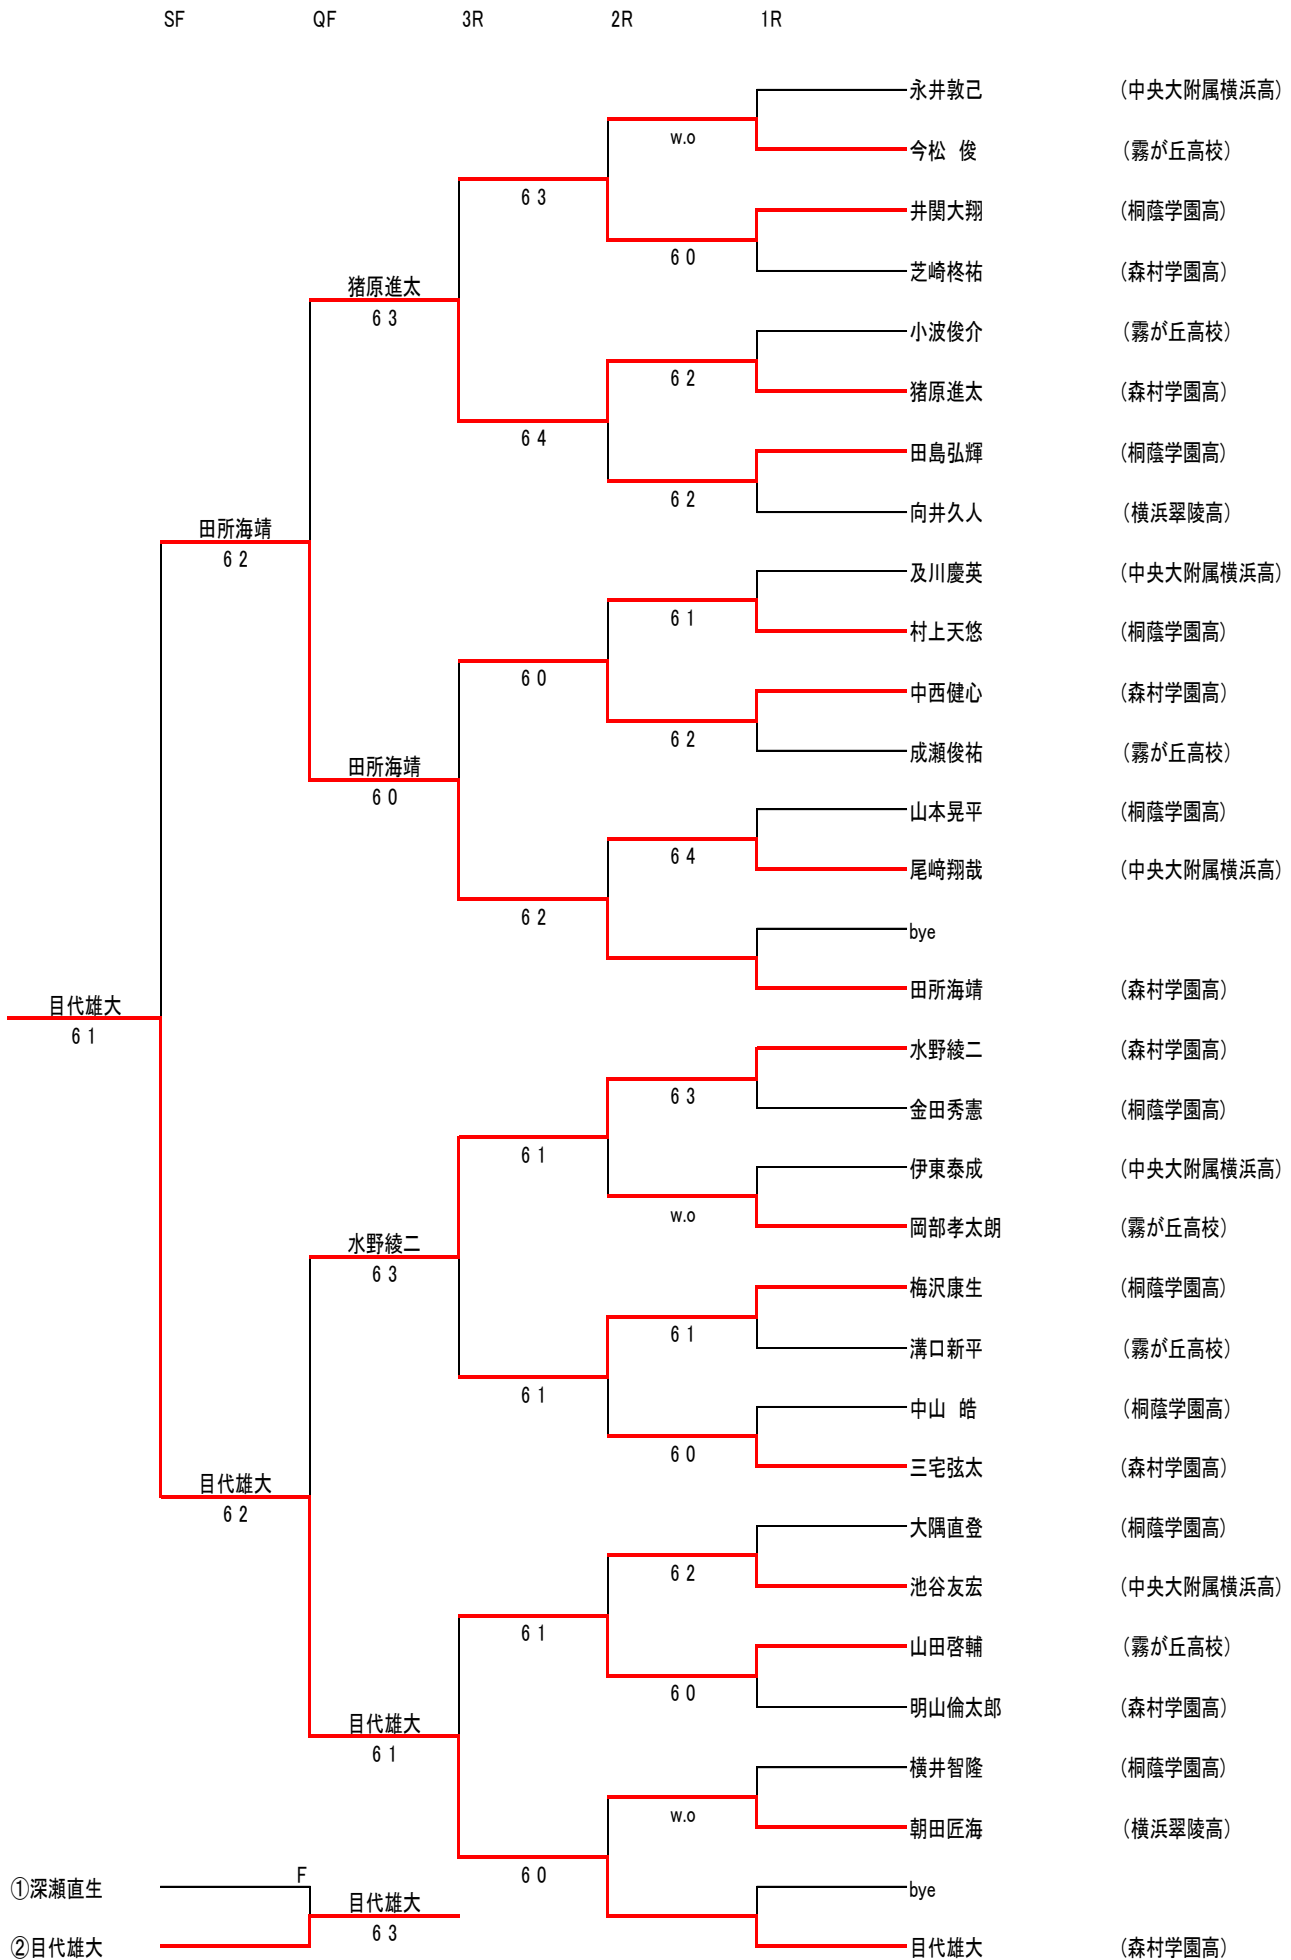 SF QF 3R 2R 1R
永井敦己 (中央大附属横浜高)
w.o
今松 俊 (霧が丘高校)
6 3
井関大翔 (桐蔭学園高)
6 0
芝崎柊祐 (森村学園高)
猪原進太
6 3
小波俊介 (霧が丘高校)
6 2
猪原進太 (森村学園高)
6 4
田島弘輝 (桐蔭学園高)
6 2
向井久人 (横浜翠陵高)
田所海靖
6 2
及川慶英 (中央大附属横浜高)
6 1
村上天悠 (桐蔭学園高)
6 0
中西健心 (森村学園高)
6 2
成瀬俊祐 (霧が丘高校)
田所海靖
6 0
山本晃平 (桐蔭学園高)
6 4
尾﨑翔哉 (中央大附属横浜高)
6 2
bye
田所海靖 (森村学園高)
目代雄大
6 1
水野綾二 (森村学園高)
6 3
金田秀憲 (桐蔭学園高)
6 1
伊東泰成 (中央大附属横浜高)
w.o
岡部孝太朗 (霧が丘高校)
水野綾二
6 3
梅沢康生 (桐蔭学園高)
6 1
溝口新平 (霧が丘高校)
6 1
中山 皓 (桐蔭学園高)
6 0
三宅弦太 (森村学園高)
目代雄大
6 2
大隅直登 (桐蔭学園高)
6 2
池谷友宏 (中央大附属横浜高)
6 1
山田啓輔 (霧が丘高校)
6 0
明山倫太郎 (森村学園高)
目代雄大
6 1
横井智隆 (桐蔭学園高)
w.o
朝田匠海 (横浜翠陵高)
6 0
bye
目代雄大 (森村学園高)
①深瀬直生 F
目代雄大
6 3
②目代雄大